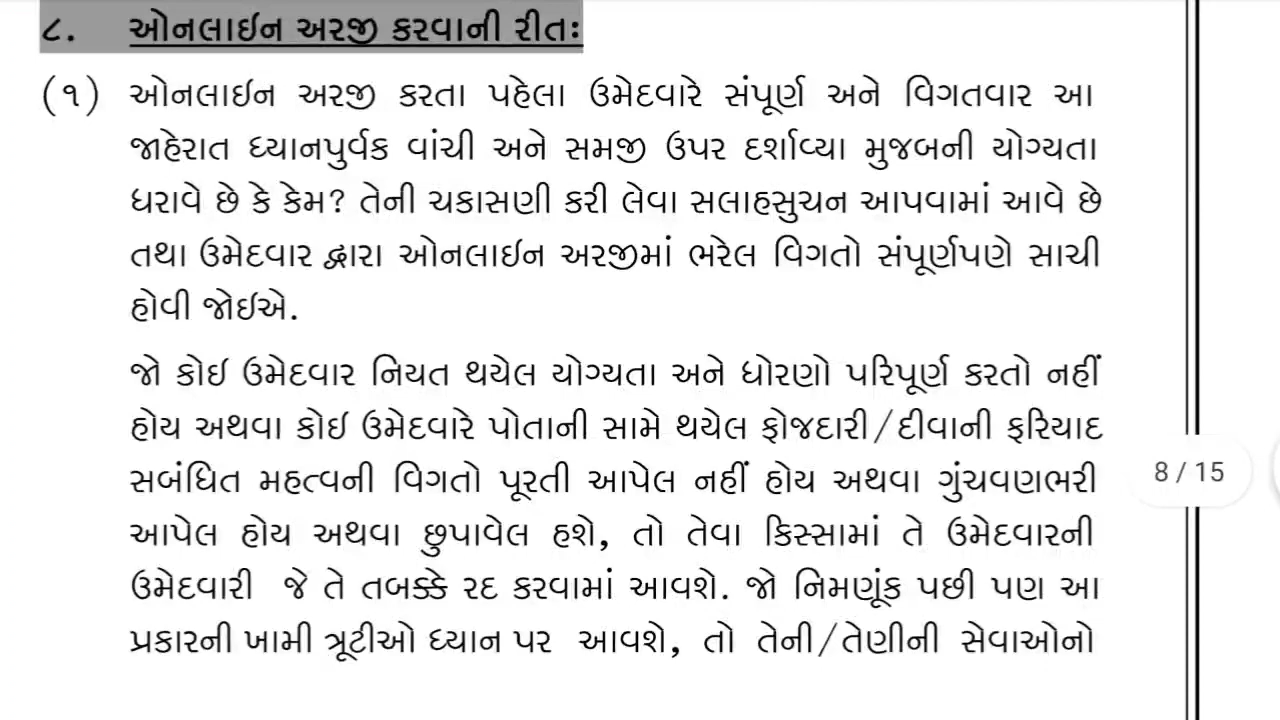 ૮. ઓનલાઇન અરજી કરવાની રીતઃ
(૧) ઓનલાઇન અરજી કરતા પહેલા ઉમેદવારે સંપૂર્ણ અને વિગતવાર આ
જાહેરાત ધ્યાનપુર્વક વાંચી અને સમજી ઉપર દર્શાવ્યા મુજબની યોગ્યતા
ધરાવે છે કે કેમ? તેની ચકાસણી કરી લેવા સલાહસુચન આપવામાં આવે છે
તથા ઉમેદવાર દ્વારા ઓનલાઇન અરજીમાં ભરેલ વિગતો સંપૂર્ણપણે સાચી
હોવી જોઇએ.
જો કોઇ ઉમેદવાર નિયત થયેલ યોગ્યતા અને ધોરણો પરિપૂર્ણ કરતો નહીં
હોય અથવા કોઇ ઉમેદવારે પોતાની સામે થયેલ ફોજદારી/દીવાની ફરિયાદ
સબંધિત મહત્વની વિગતો પૂરતી આપેલ નહીં હોય અથવા ગુંચવણભરી
8 / 15
આપેલ હોય અથવા છુપાવેલ હશે, તો તેવા કિસ્સામાં તે ઉમેદવારની
ઉમેદવારી જે તે તબક્કે રદ કરવામાં આવશે. જો નિમણૂંક પછી પણ આ
પ્રકારની ખામી ત્રૂટીઓ ધ્યાન પર આવશે, તો તેની/તેણીની સેવાઓનો